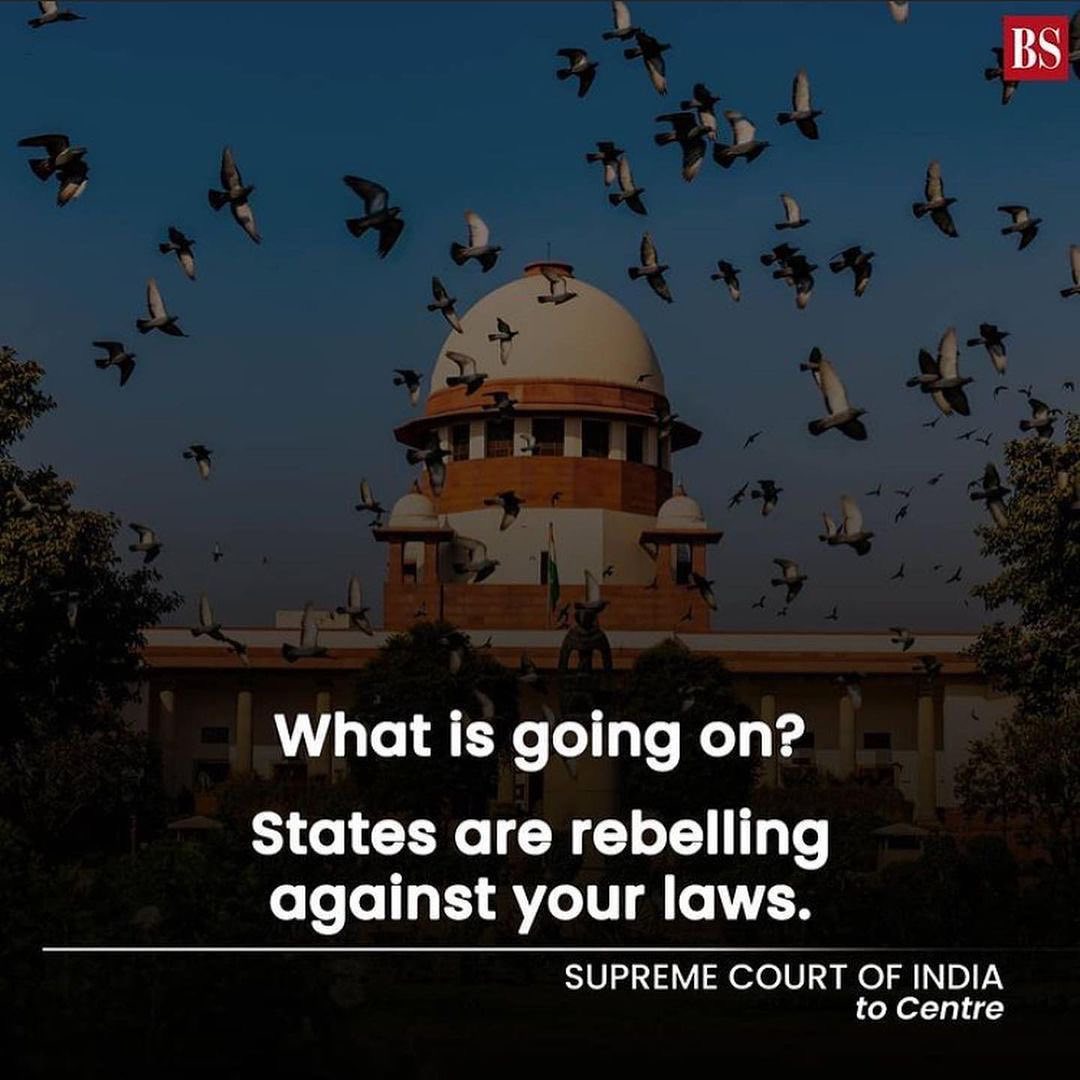 BS
What is going on?
States are rebelling
against your laws.
SUPREME COURT OF INDIA
to Centre